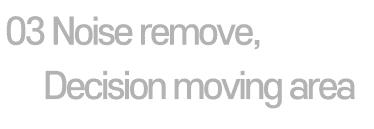 03 Noise remove,
Decision moving area